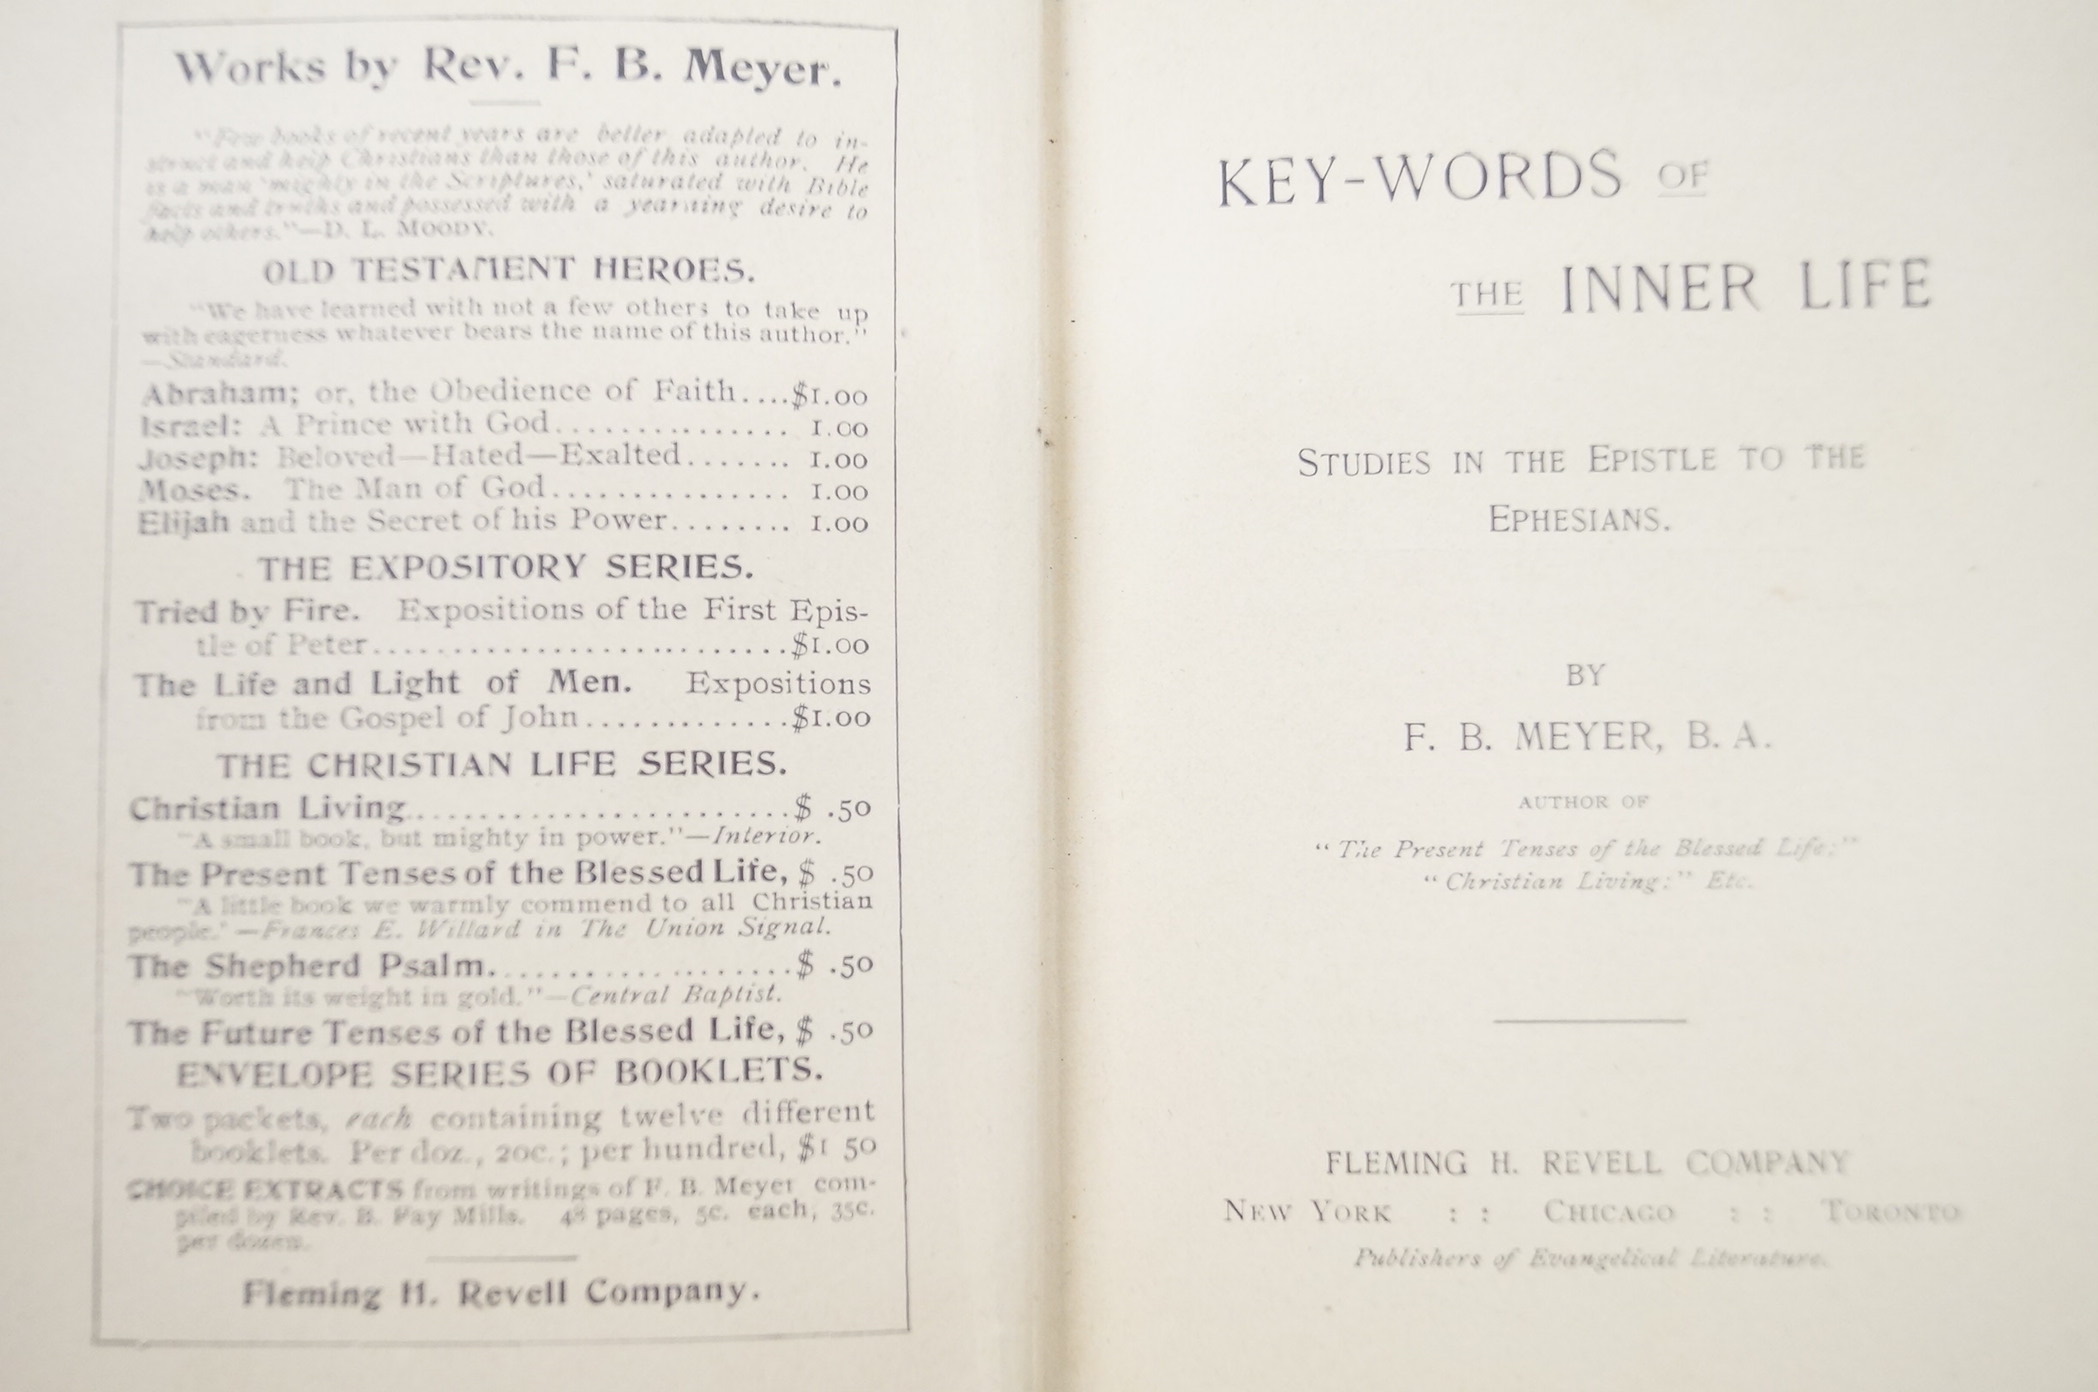 Works by Rev. F. B. Meyer.
"Few books of recent years are better adapted to in-
struct and help Christians than those of this author. He
is a man 'mighty in the Scriptures,' saturated with Bible
facts and truths and possessed with a yearning desire to
help others."—D. L. MOODY.
OLD TESTAMENT HEROES.
"We have learned with not a few others to take up
with eagerness whatever bears the name of this author."
—Standard.
Abraham; or, the Obedience of Faith....$1.00
Israel: A Prince with God............... 1.00
Joseph: Beloved—Hated—Exalted....... 1.00
Moses. The Man of God............... 1.00
Elijah and the Secret of his Power........ 1.00
THE EXPOSITORY SERIES.
Tried by Fire. Expositions of the First Epis-
tle of Peter..........................$1.00
The Life and Light of Men. Expositions
from the Gospel of John.............$1.00
THE CHRISTIAN LIFE SERIES.
Christian Living........................$ .50
"A small book, but mighty in power."—Interior.
The Present Tenses of the Blessed Life, $ .50
"A little book we warmly commend to all Christian
people."—Frances E. Willard in The Union Signal.
The Shepherd Psalm....................$ .50
"Worth its weight in gold."—Central Baptist.
The Future Tenses of the Blessed Life, $ .50
ENVELOPE SERIES OF BOOKLETS.
Two packets, each containing twelve different
booklets. Per doz., 20c.; per hundred, $1 50
CHOICE EXTRACTS from writings of F. B. Meyer com-
piled by Rev. B. Fay Mills. 48 pages, 5c. each, 35c.
per dozen.
Fleming H. Revell Company.
KEY-WORDS OF
THE INNER LIFE
STUDIES IN THE EPISTLE TO THE
EPHESIANS.
BY
F. B. MEYER, B. A.
AUTHOR OF
"The Present Tenses of the Blessed Life:"
"Christian Living:" Etc.
FLEMING H. REVELL COMPANY
NEW YORK : : CHICAGO : : TORONTO
Publishers of Evangelical Literature.